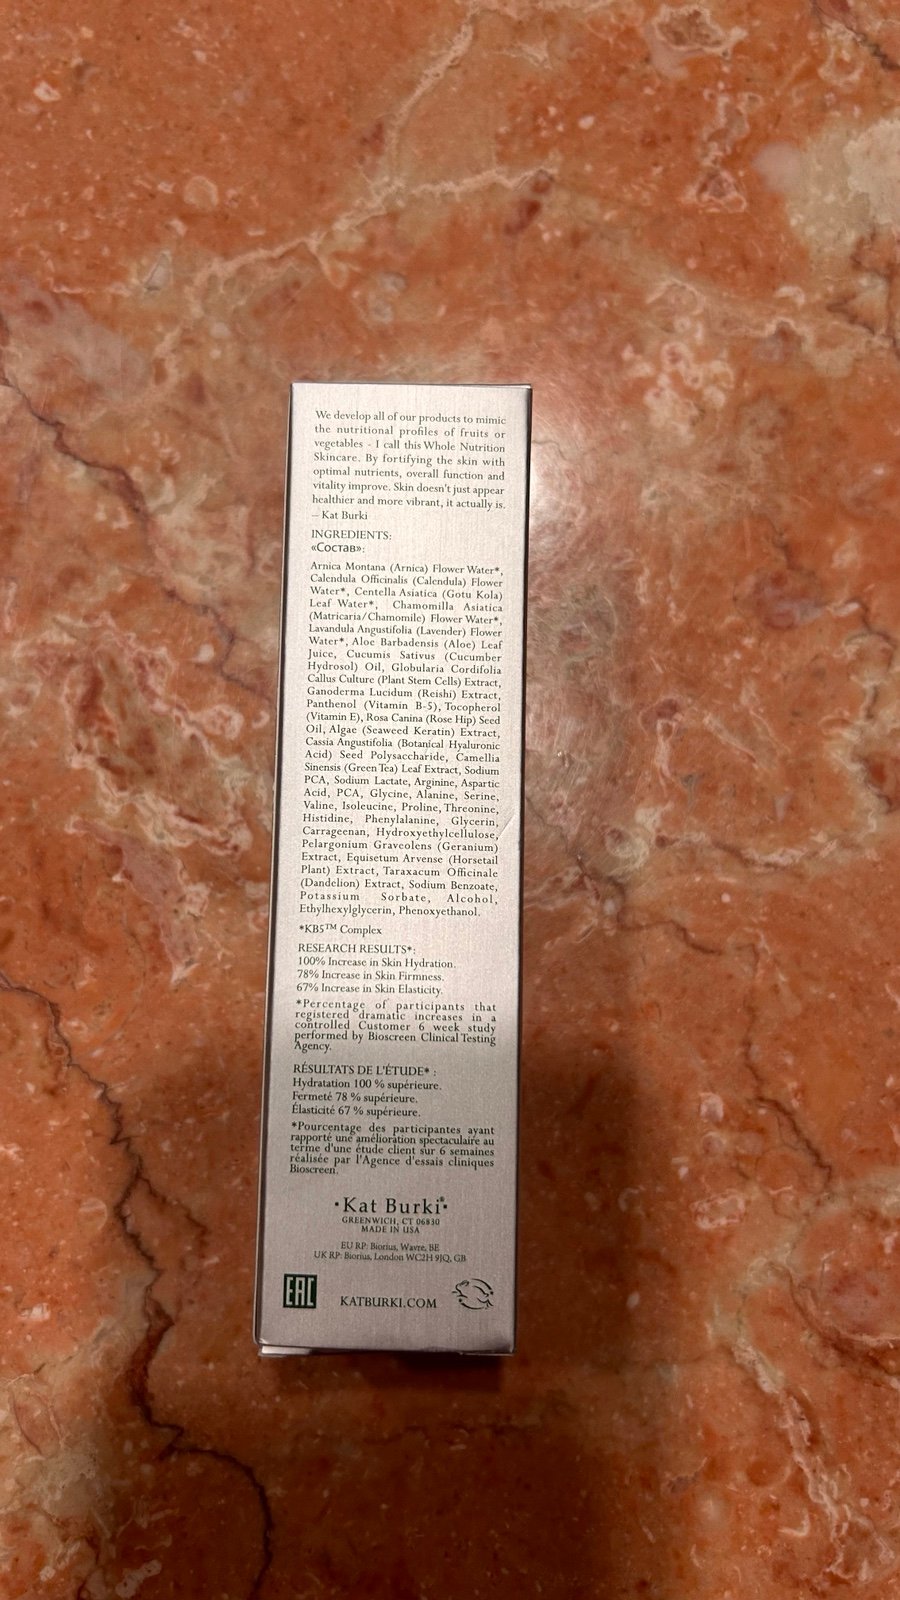 We develop all of our products to mimic
the nutritional profiles of fruits or
vegetables - I call this Whole Nutrition
Skincare. By fortifying the skin with
optimal nutrients, overall function and
vitality improve. Skin doesn't just appear
healthier and more vibrant, it actually is.
– Kat Burki
INGREDIENTS:
«Состав»:
Arnica Montana (Arnica) Flower Water*,
Calendula Officinalis (Calendula) Flower
Water*, Centella Asiatica (Gotu Kola)
Leaf Water*, Chamomilla Asiatica
(Matricaria/Chamomile) Flower Water*,
Lavandula Angustifolia (Lavender) Flower
Water*, Aloe Barbadensis (Aloe) Leaf
Juice, Cucumis Sativus (Cucumber
Hydrosol) Oil, Globularia Cordifolia
Callus Culture (Plant Stem Cells) Extract,
Ganoderma Lucidum (Reishi) Extract,
Panthenol (Vitamin B-5), Tocopherol
(Vitamin E), Rosa Canina (Rose Hip) Seed
Oil, Algae (Seaweed Keratin) Extract,
Cassia Angustifolia (Botanical Hyaluronic
Acid) Seed Polysaccharide, Camellia
Sinensis (Green Tea) Leaf Extract, Sodium
PCA, Sodium Lactate, Arginine, Aspartic
Acid, PCA, Glycine, Alanine, Serine,
Valine, Isoleucine, Proline, Threonine,
Histidine, Phenylalanine, Glycerin,
Carrageenan, Hydroxyethylcellulose,
Pelargonium Graveolens (Geranium)
Extract, Equisetum Arvense (Horsetail
Plant) Extract, Taraxacum Officinale
(Dandelion) Extract, Sodium Benzoate,
Potassium Sorbate, Alcohol,
Ethylhexylglycerin, Phenoxyethanol.
*KB5™ Complex
RESEARCH RESULTS*:
100% Increase in Skin Hydration.
78% Increase in Skin Firmness.
67% Increase in Skin Elasticity.
*Percentage of participants that
registered dramatic increases in a
controlled Customer 6 week study
performed by Bioscreen Clinical Testing
Agency.
RÉSULTATS DE L'ÉTUDE* :
Hydratation 100 % supérieure.
Fermeté 78 % supérieure.
Élasticité 67 % supérieure.
*Pourcentage des participantes ayant
rapporté une amélioration spectaculaire au
terme d'une étude client sur 6 semaines
réalisée par l'Agence d'essais cliniques
Bioscreen.
·Kat Burki®·
GREENWICH, CT 06830
MADE IN USA
EU RP: Biorius, Wavre, BE
UK RP: Biorius, London WC2H 9JQ, GB
EAC
KATBURKI.COM